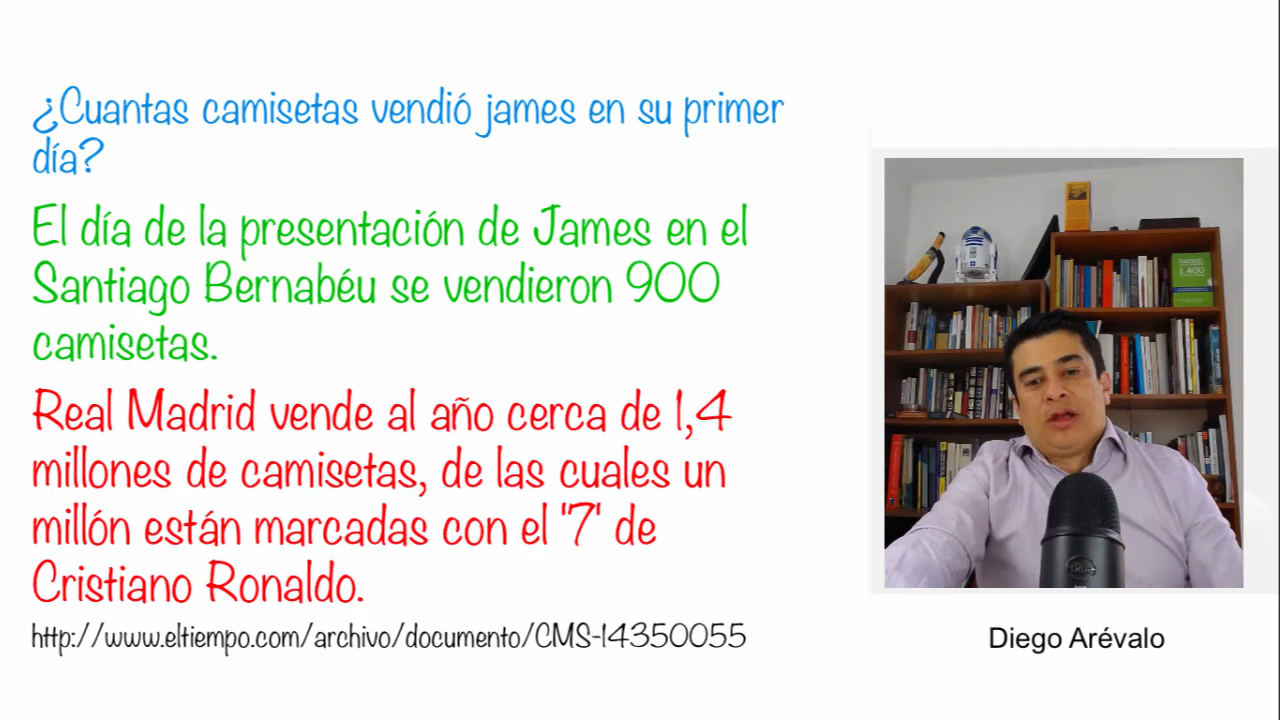 ¿Cuantas camisetas vendió james en su primer
día?
El día de la presentación de James en el
Santiago Bernabéu se vendieron 900
camisetas.
Real Madrid vende al año cerca de 1,4
millones de camisetas, de las cuales un
millón están marcadas con el '7' de
Cristiano Ronaldo.
http://www.eltiempo.com/archivo/documento/CMS-14350055
1.400
Diego Arévalo